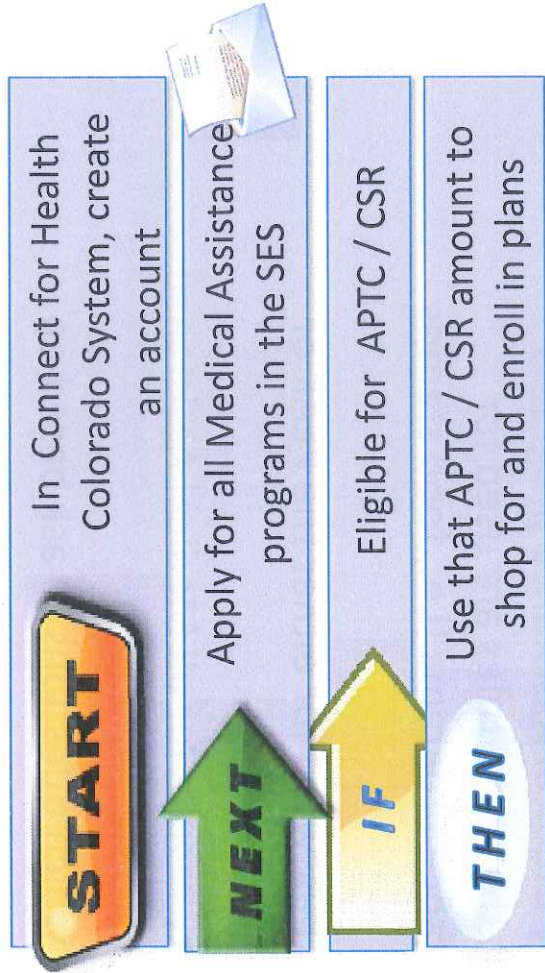 START
In Connect for Health
Colorado System, create
an account
NEXT
Apply for all Medical Assistance
programs in the SES
IF
Eligible for APTC / CSR
THEN
Use that APTC / CSR amount to
shop for and enroll in plans